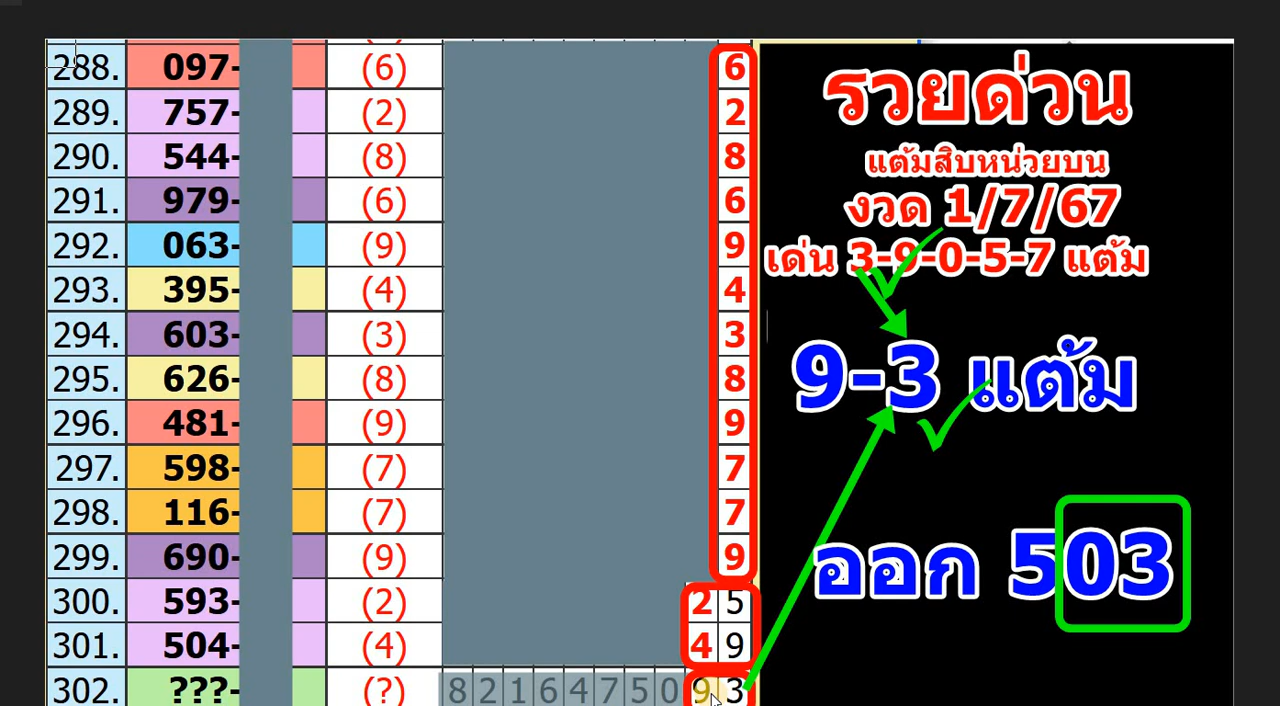 288. 097- (6) 6
289. 757- (2) 2
290. 544- (8) 8
291. 979- (6) 6
292. 063- (9) 9
293. 395- (4) 4
294. 603- (3) 3
295. 626- (8) 8
296. 481- (9) 9
297. 598- (7) 7
298. 116- (7) 7
299. 690- (9) 9
300. 593- (2) 2 5
301. 504- (4) 4 9
302. ???- (?) 8 2 1 6 4 7 5 0 9 3
รวยด่วน
แต้มสิบหน่วยบน
งวด 1/7/67
เด่น 3-9-0-5-7 แต้ม
9-3 แต้ม
ออก 503